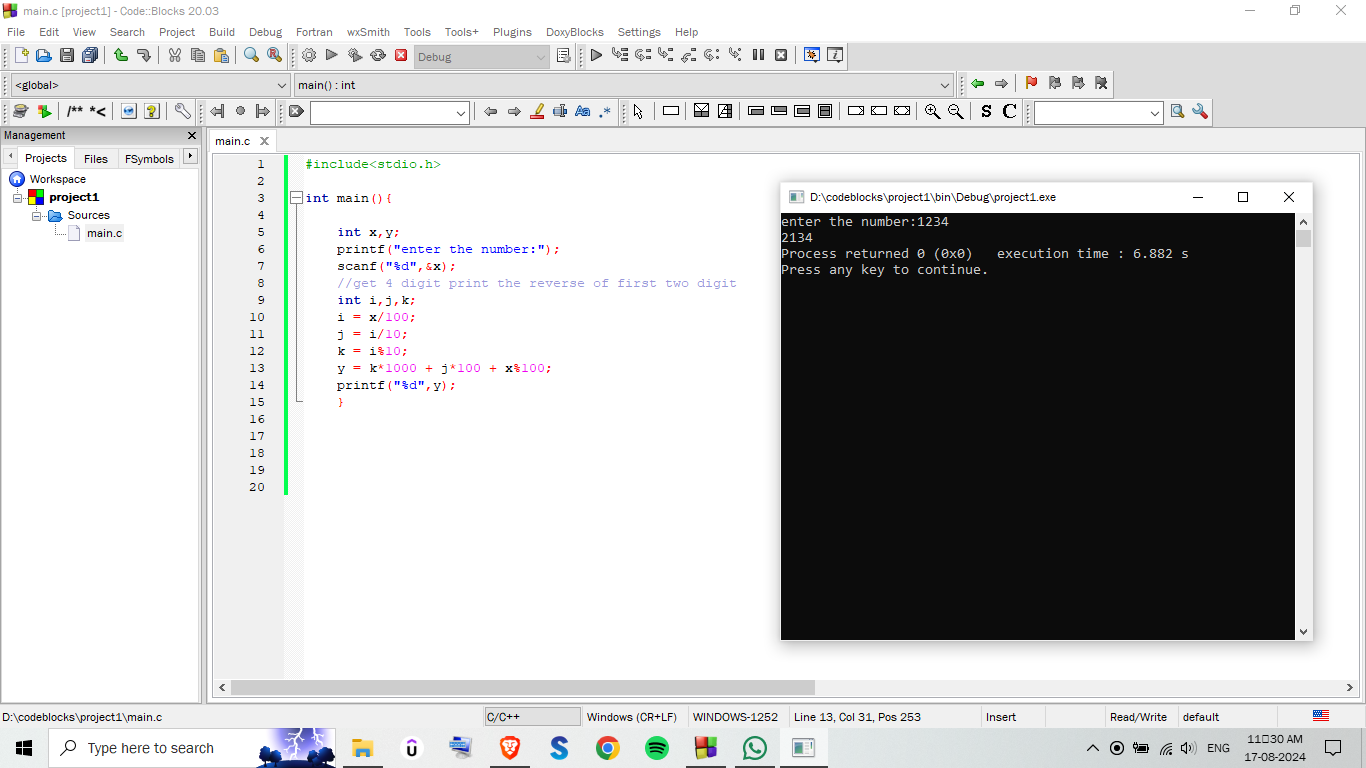 main.c [project1] - Code::Blocks 20.03
File Edit View Search Project Build Debug Fortran wxSmith Tools Tools+ Plugins DoxyBlocks Settings Help
Debug
<global> main() : int
/** *<
Aa .* S C
Management
Projects Files FSymbols
Workspace
project1
Sources
main.c
main.c
1 #include<stdio.h>
2
3 int main(){
4
5 int x,y;
6 printf("enter the number:");
7 scanf("%d",&x);
8 //get 4 digit print the reverse of first two digit
9 int i,j,k;
10 i = x/100;
11 j = i/10;
12 k = i%10;
13 y = k*1000 + j*100 + x%100;
14 printf("%d",y);
15 }
16
17
18
19
20
D:\codeblocks\project1\bin\Debug\project1.exe
enter the number:1234
2134
Process returned 0 (0x0)   execution time : 6.882 s
Press any key to continue.
D:\codeblocks\project1\main.c C/C++ Windows (CR+LF) WINDOWS-1252 Line 13, Col 31, Pos 253 Insert Read/Write default
Type here to search
ENG
11□30 AM
17-08-2024